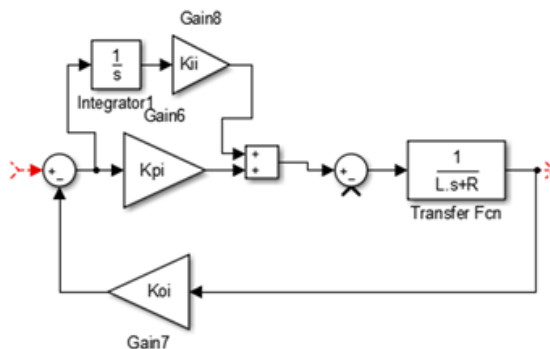 Gain8
1
s
Kii
Integrator1
Gain6
Kpi
+
+
+
-
+
-
1
L.s+R
Transfer Fcn
Koi
Gain7